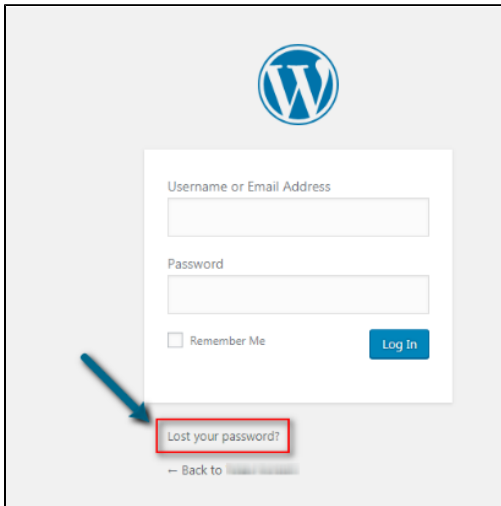 Username or Email Address
Password
Remember Me
Log In
Lost your password?
← Back to